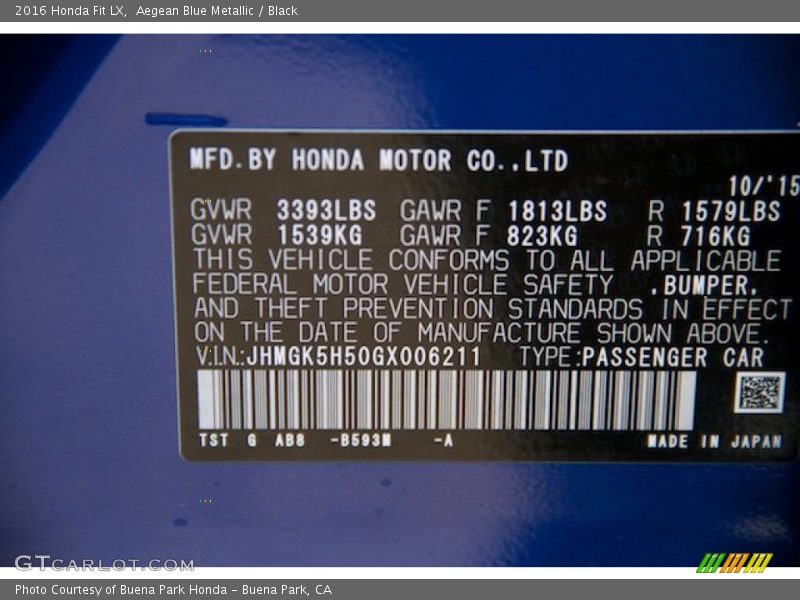 2016 Honda Fit LX,  Aegean Blue Metallic / Black
MFD.BY HONDA MOTOR CO.,LTD
10/'15
GVWR 3393LBS GAWR F 1813LBS R 1579LBS
GVWR 1539KG GAWR F 823KG R 716KG
THIS VEHICLE CONFORMS TO ALL APPLICABLE
FEDERAL MOTOR VEHICLE SAFETY ,BUMPER,
AND THEFT PREVENTION STANDARDS IN EFFECT
ON THE DATE OF MANUFACTURE SHOWN ABOVE.
V.I.N.:JHMGK5H50GX006211 TYPE:PASSENGER CAR
TST G AB8 -B593M -A MADE IN JAPAN
GTCARLOT.COM
Photo Courtesy of Buena Park Honda – Buena Park, CA